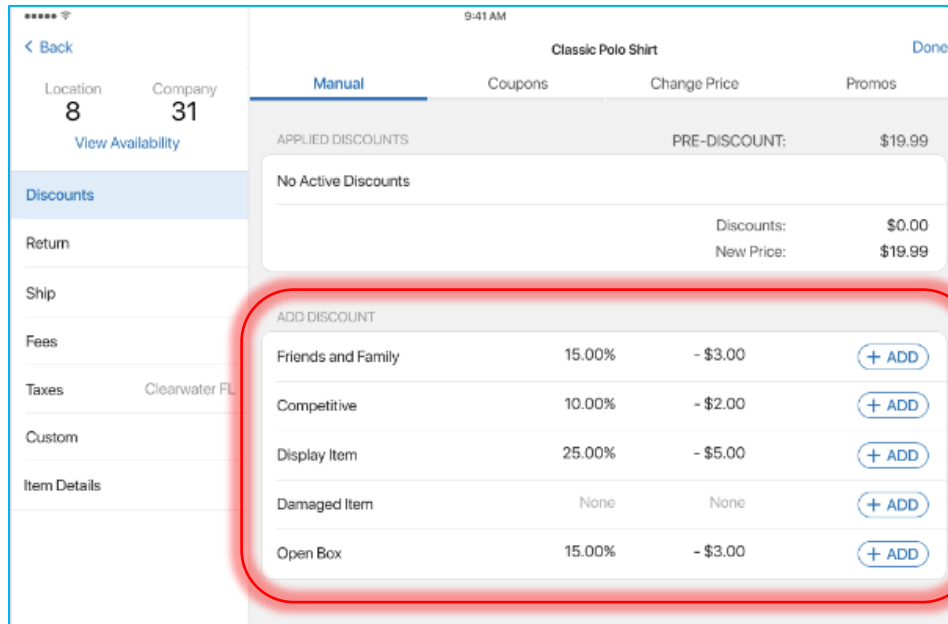 9:41 AM
< Back
Classic Polo Shirt
Done
Location Company
8 31
View Availability
Manual Coupons Change Price Promos
APPLIED DISCOUNTS PRE-DISCOUNT: $19.99
No Active Discounts
Discounts: $0.00
New Price: $19.99
Discounts
Return
Ship
Fees
Taxes Clearwater FL
Custom
Item Details
ADD DISCOUNT
Friends and Family 15.00% - $3.00 + ADD
Competitive 10.00% - $2.00 + ADD
Display Item 25.00% - $5.00 + ADD
Damaged Item None None + ADD
Open Box 15.00% - $3.00 + ADD